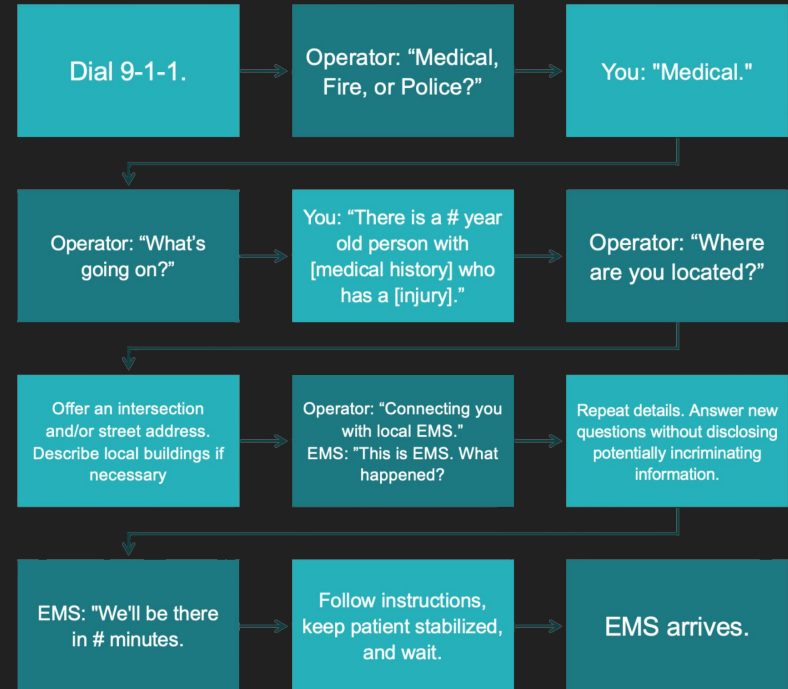 Dial 9-1-1.
Operator: “Medical,
Fire, or Police?”
You: "Medical."
Operator: “What’s
going on?”
You: “There is a # year
old person with
[medical history] who
has a [injury].”
Operator: “Where
are you located?”
Offer an intersection
and/or street address.
Describe local buildings if
necessary
Operator: “Connecting you
with local EMS.”
EMS: "This is EMS. What
happened?
Repeat details. Answer new
questions without disclosing
potentially incriminating
information.
EMS: "We'll be there
in # minutes.
Follow instructions,
keep patient stabilized,
and wait.
EMS arrives.